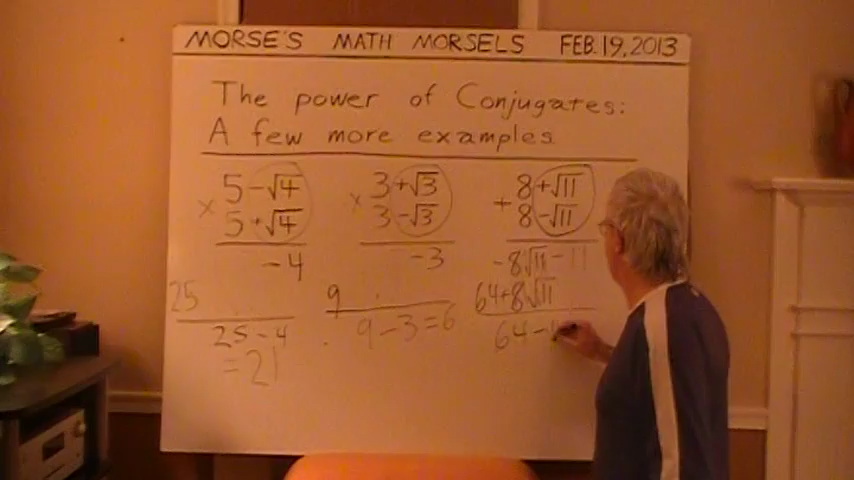 MORSE'S MATH MORSELS FEB. 19, 2013
The power of Conjugates:
A few more examples
× 5 - √4
5 + √4
- 4
25
25 - 4
= 21
× 3 + √3
3 - √3
- 3
9
9 - 3 = 6
8 + √11
+ 8 - √11
- 8√11 - 11
64 + 8√11
64 -